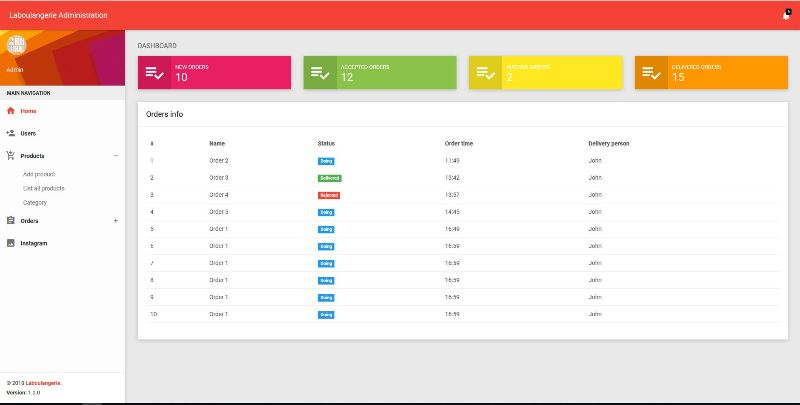 Laboulangerie Administration
Admin
MAIN NAVIGATION
Home
Users
Products
Add product
List all products
Category
Orders
Instagram
© 2018 Laboulangerie.
Version: 1.0.0
DASHBOARD
NEW ORDERS
10
ACCEPTED ORDERS
12
WAITING ORDERS
2
DELIVERED ORDERS
15
Orders info
# Name Status Order time Delivery person
1 Order 2 Doing 11:49 John
2 Order 3 Delivered 13:42 John
3 Order 4 Rejected 13:57 John
4 Order 5 Doing 14:45 John
5 Order 1 Doing 16:49 John
6 Order 1 Doing 16:59 John
7 Order 1 Doing 16:59 John
8 Order 1 Doing 16:59 John
9 Order 1 Doing 16:59 John
10 Order 1 Doing 16:59 John